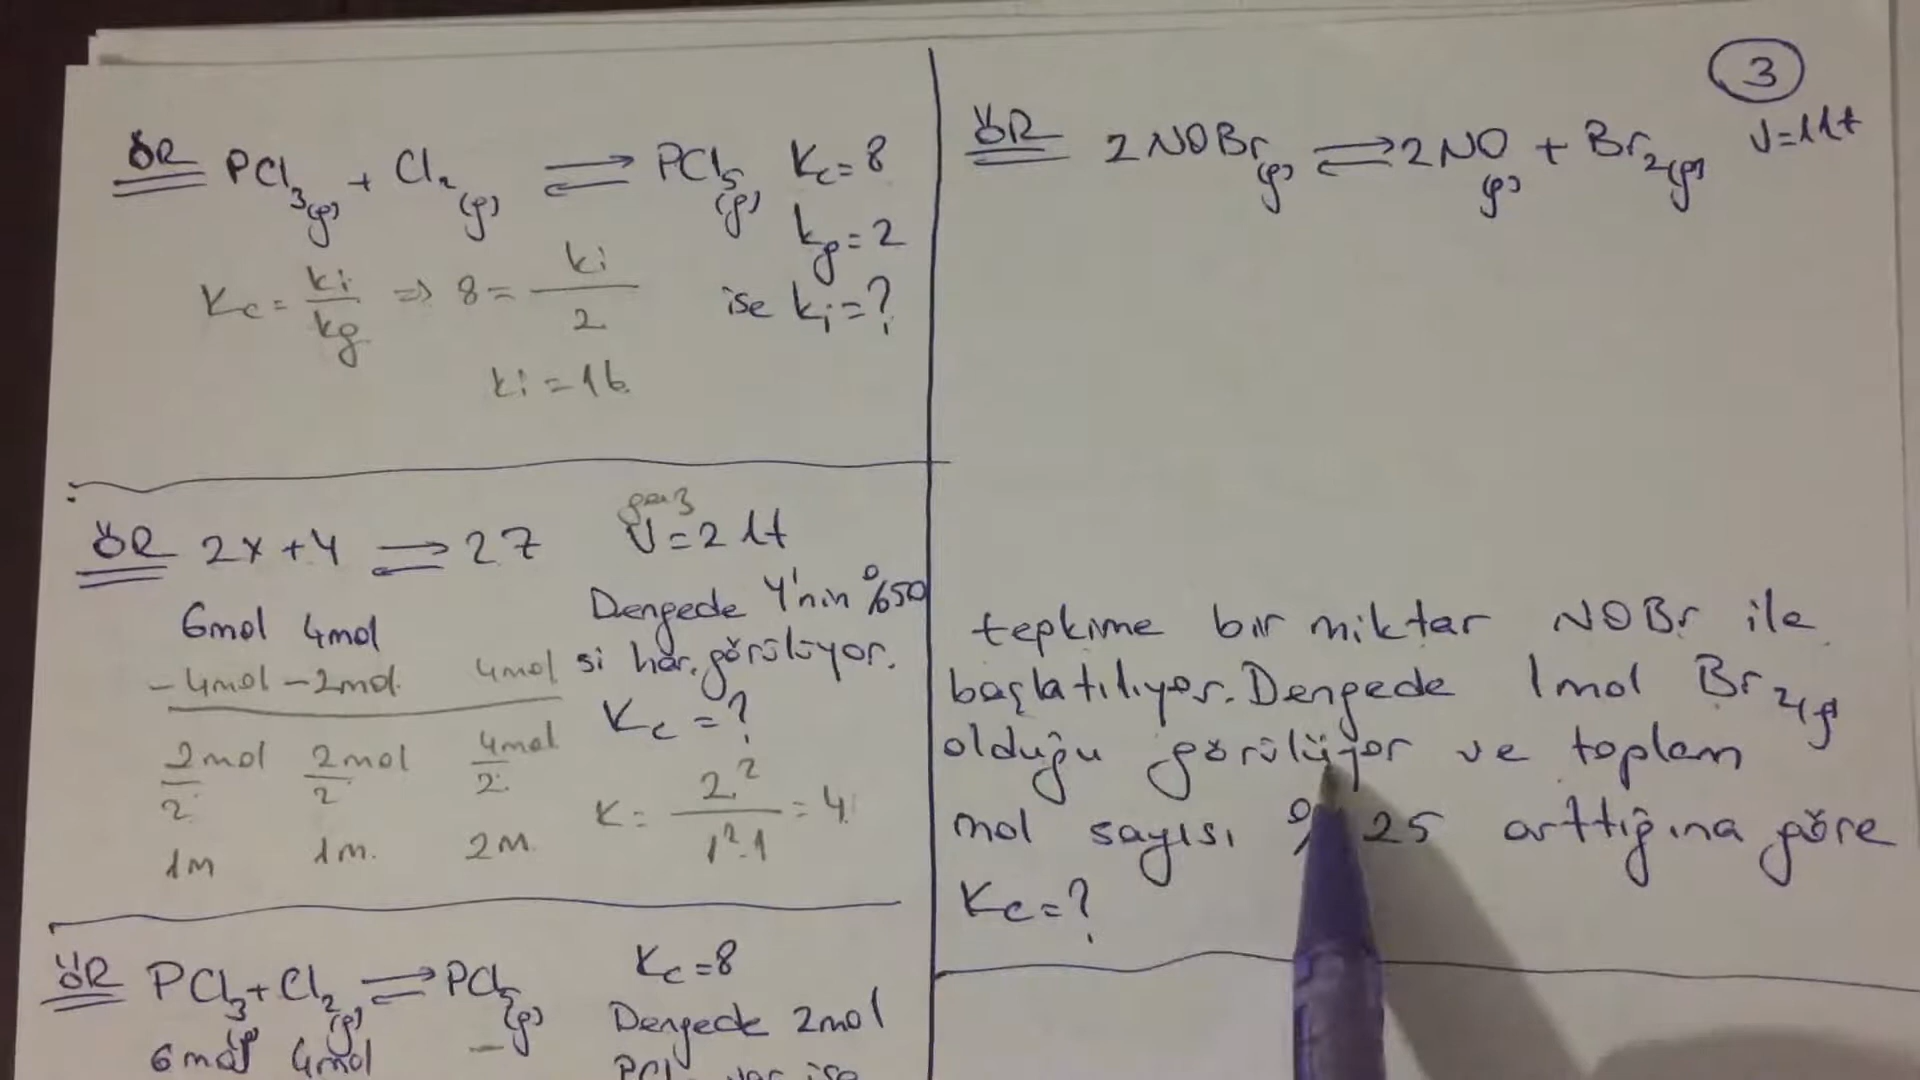 ÖR PCl3(g) + Cl2(g) ⇌ PCl5(g) Kc=8
kg=2
Kc = ki/kg ⇒ 8 = ki/2
ise ki=?
ki=16
ÖR 2X+Y ⇌ 2Z V=2 lt
6mol 4mol
Dengede Y'nin %50
si har. görülüyor.
-4mol -2mol 4mol
Kc=?
2mol/2 2mol/2 4mol/2
K = 2²/1².1 = 4
1M 1M. 2M
ÖR PCl3(g)+Cl2(g) ⇌ PCl5(g) Kc=8
6mol 4mol —
Dengede 2mol
3
ÖR 2NOBr(g) ⇌ 2NO(g) + Br2(g) V=1lt
tepkime bir miktar NOBr ile
başlatılıyor. Dengede 1mol Br2(g)
olduğu görülüyor ve toplam
mol sayısı % 25 arttığına göre
Kc=?